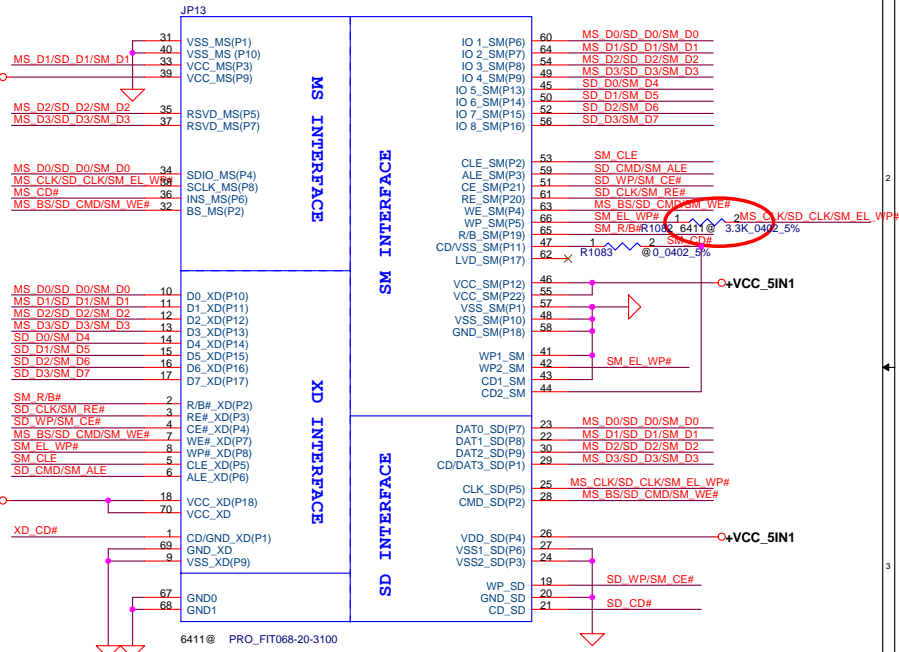 JP13
31 VSS_MS(P1)
40 VSS_MS (P10)
MS_D1/SD_D1/SM_D1 33 VCC_MS(P3)
39 VCC_MS(P9)
MS_D2/SD_D2/SM_D2 35 RSVD_MS(P5)
MS_D3/SD_D3/SM_D3 37 RSVD_MS(P7)
MS_D0/SD_D0/SM_D0 34 SDIO_MS(P4)
MS_CLK/SD_CLK/SM_EL_WP# SCLK_MS(P8)
MS_CD# 36 INS_MS(P6)
MS_BS/SD_CMD/SM_WE# 32 BS_MS(P2)
MS INTERFACE
MS_D0/SD_D0/SM_D0 10 D0_XD(P10)
MS_D1/SD_D1/SM_D1 11 D1_XD(P11)
MS_D2/SD_D2/SM_D2 12 D2_XD(P12)
MS_D3/SD_D3/SM_D3 13 D3_XD(P13)
SD_D0/SM_D4 14 D4_XD(P14)
SD_D1/SM_D5 15 D5_XD(P15)
SD_D2/SM_D6 16 D6_XD(P16)
SD_D3/SM_D7 17 D7_XD(P17)
SM_R/B# 2 R/B#_XD(P2)
SD_CLK/SM_RE# 3 RE#_XD(P3)
SD_WP/SM_CE# 4 CE#_XD(P4)
MS_BS/SD_CMD/SM_WE# 7 WE#_XD(P7)
SM_EL_WP# 8 WP#_XD(P8)
SM_CLE 5 CLE_XD(P5)
SD_CMD/SM_ALE 6 ALE_XD(P6)
18 VCC_XD(P18)
70 VCC_XD
XD_CD# 1 CD/GND_XD(P1)
69 GND_XD
9 VSS_XD(P9)
XD INTERFACE
67 GND0
68 GND1
6411@ PRO_FIT068-20-3100
SM INTERFACE
IO 1_SM(P6) 60 MS_D0/SD_D0/SM_D0
IO 2_SM(P7) 64 MS_D1/SD_D1/SM_D1
IO 3_SM(P8) 54 MS_D2/SD_D2/SM_D2
IO 4_SM(P9) 49 MS_D3/SD_D3/SM_D3
IO 5_SM(P13) 45 SD_D0/SM_D4
IO 6_SM(P14) 50 SD_D1/SM_D5
IO 7_SM(P15) 52 SD_D2/SM_D6
IO 8_SM(P16) 56 SD_D3/SM_D7
CLE_SM(P2) 53 SM_CLE
ALE_SM(P3) 59 SD_CMD/SM_ALE
CE_SM(P21) 51 SD_WP/SM_CE#
RE_SM(P20) 61 SD_CLK/SM_RE#
WE_SM(P4) 63 MS_BS/SD_CMD/SM_WE#
WP_SM(P5) 66 SM_EL_WP# 1 2 MS_CLK/SD_CLK/SM_EL_WP#
R/B_SM(P19) 65 SM_R/B# R1082 6411@ 3.3K_0402_5%
CD/VSS_SM(P11) 47 1 2 SM_CD#
LVD_SM(P17) 62 R1083 @0_0402_5%
VCC_SM(P12) 46 +VCC_5IN1
VCC_SM(P22) 55
VSS_SM(P1) 57
VSS_SM(P10) 48
GND_SM(P18) 58
WP1_SM 41
WP2_SM 42 SM_EL_WP#
CD1_SM 43
CD2_SM 44
SD INTERFACE
DAT0_SD(P7) 23 MS_D0/SD_D0/SM_D0
DAT1_SD(P8) 22 MS_D1/SD_D1/SM_D1
DAT2_SD(P9) 30 MS_D2/SD_D2/SM_D2
CD/DAT3_SD(P1) 29 MS_D3/SD_D3/SM_D3
CLK_SD(P5) 25 MS_CLK/SD_CLK/SM_EL_WP#
CMD_SD(P2) 28 MS_BS/SD_CMD/SM_WE#
VDD_SD(P4) 26 +VCC_5IN1
VSS1_SD(P6) 27
VSS2_SD(P3) 24
WP_SD 19 SD_WP/SM_CE#
GND_SD 20
CD_SD 21 SD_CD#
2
3